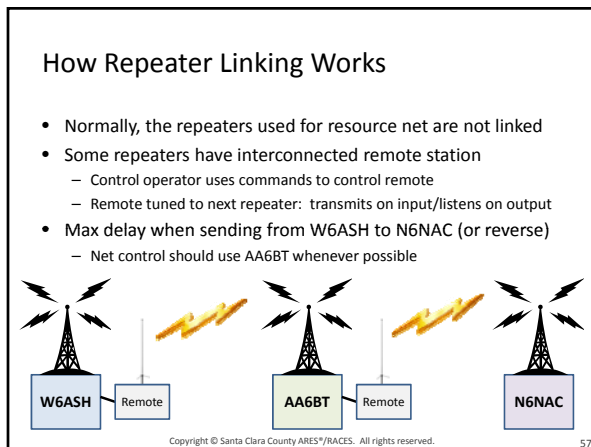 How Repeater Linking Works
• Normally, the repeaters used for resource net are not linked
• Some repeaters have interconnected remote station
– Control operator uses commands to control remote
– Remote tuned to next repeater: transmits on input/listens on output
• Max delay when sending from W6ASH to N6NAC (or reverse)
– Net control should use AA6BT whenever possible
W6ASH Remote AA6BT Remote N6NAC
Copyright © Santa Clara County ARES®/RACES. All rights reserved. 57